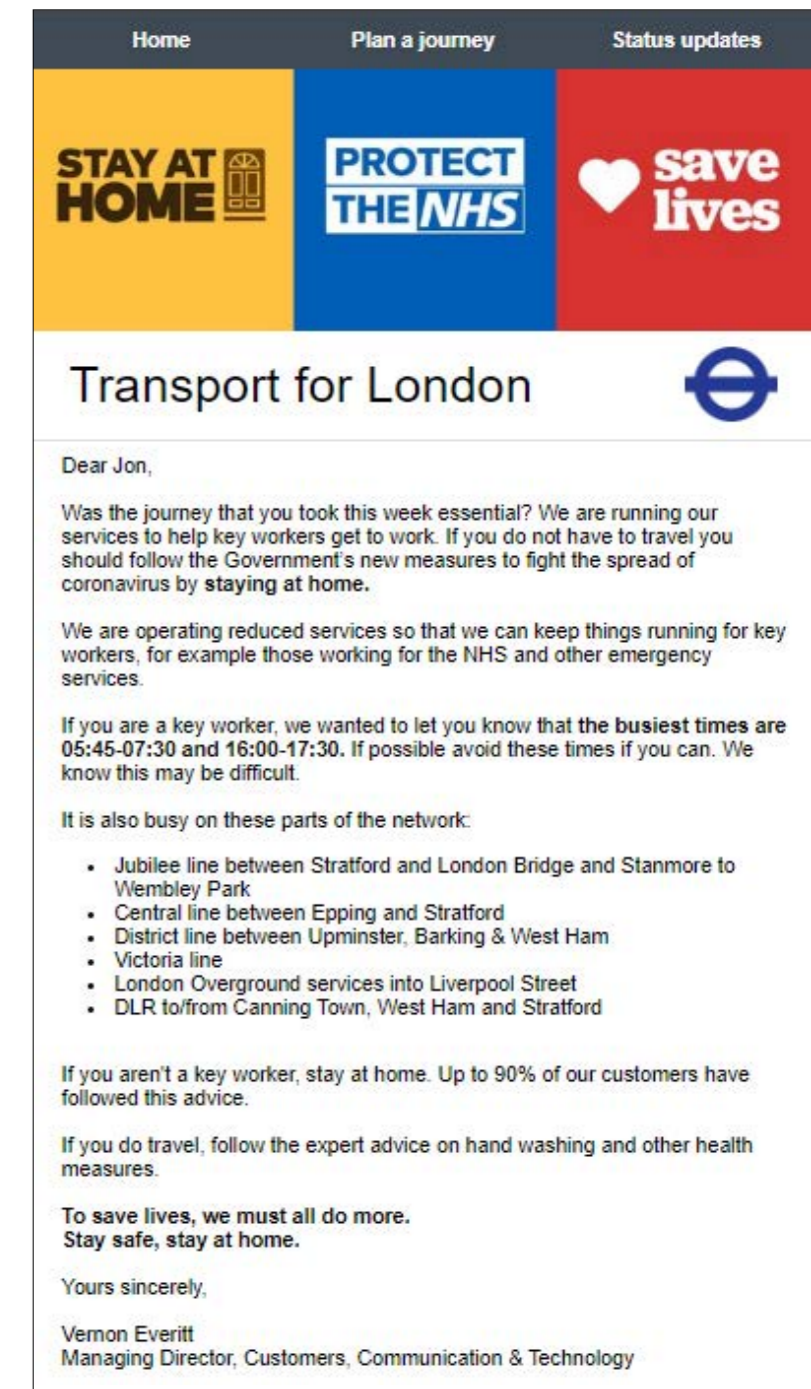 Home Plan a journey Status updates
STAY AT
HOME
PROTECT
THE NHS
save
lives
Transport for London
Dear Jon,
Was the journey that you took this week essential? We are running our
services to help key workers get to work. If you do not have to travel you
should follow the Government's new measures to fight the spread of
coronavirus by staying at home.
We are operating reduced services so that we can keep things running for key
workers, for example those working for the NHS and other emergency
services.
If you are a key worker, we wanted to let you know that the busiest times are
05:45-07:30 and 16:00-17:30. If possible avoid these times if you can. We
know this may be difficult.
It is also busy on these parts of the network:
• Jubilee line between Stratford and London Bridge and Stanmore to
Wembley Park
• Central line between Epping and Stratford
• District line between Upminster, Barking & West Ham
• Victoria line
• London Overground services into Liverpool Street
• DLR to/from Canning Town, West Ham and Stratford
If you aren't a key worker, stay at home. Up to 90% of our customers have
followed this advice.
If you do travel, follow the expert advice on hand washing and other health
measures.
To save lives, we must all do more.
Stay safe, stay at home.
Yours sincerely,
Vernon Everitt
Managing Director, Customers, Communication & Technology